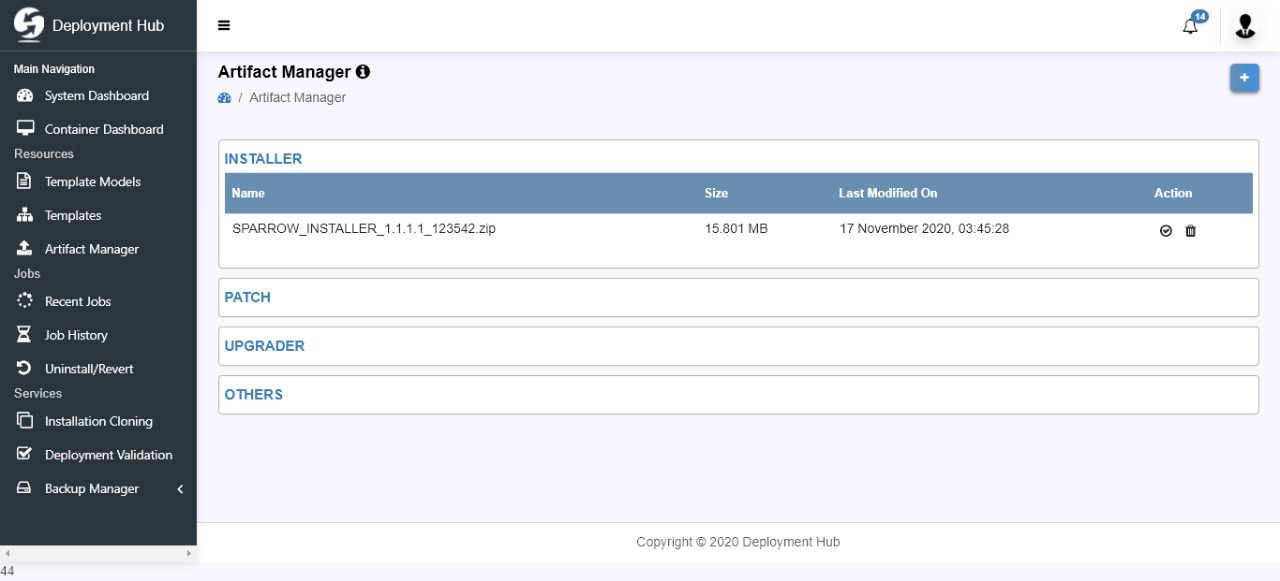 Deployment Hub
14
Main Navigation
System Dashboard
Container Dashboard
Resources
Template Models
Templates
Artifact Manager
Jobs
Recent Jobs
Job History
Uninstall/Revert
Services
Installation Cloning
Deployment Validation
Backup Manager
44
Artifact Manager
/ Artifact Manager
+
INSTALLER
Name Size Last Modified On Action
SPARROW_INSTALLER_1.1.1.1_123542.zip 15.801 MB 17 November 2020, 03:45:28
PATCH
UPGRADER
OTHERS
Copyright © 2020 Deployment Hub